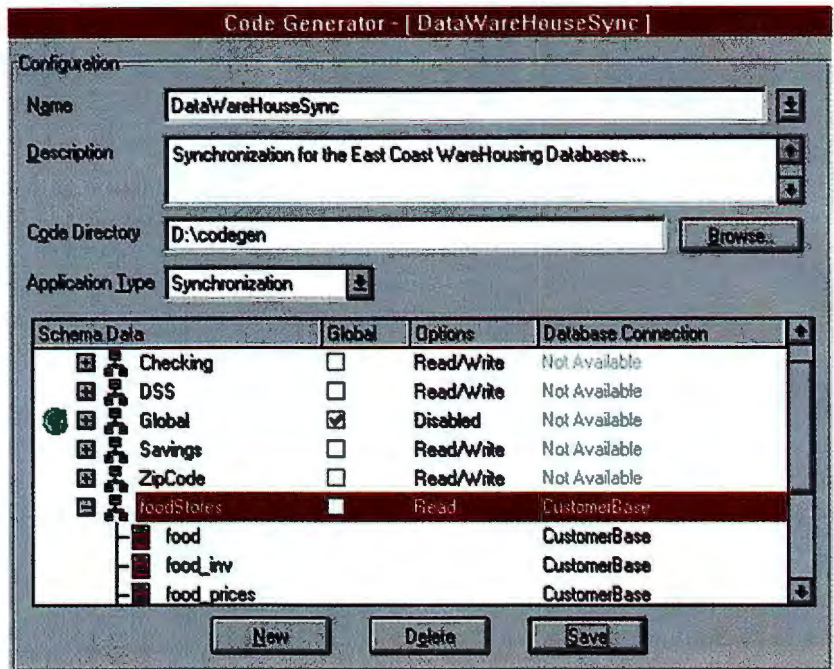 Code Generator - [ DataWareHouseSync ]
Configuration
Name DataWareHouseSync
Description Synchronization for the East Coast WareHousing Databases....
Code Directory D:\codegen Browse...
Application Type Synchronization
Schema Data Global Options Database Connection
Checking Read/Write Not Available
DSS Read/Write Not Available
Global Disabled Not Available
Savings Read/Write Not Available
ZipCode Read/Write Not Available
foodStores Read CustomerBase
food CustomerBase
food_inv CustomerBase
food_prices CustomerBase
New Delete Save